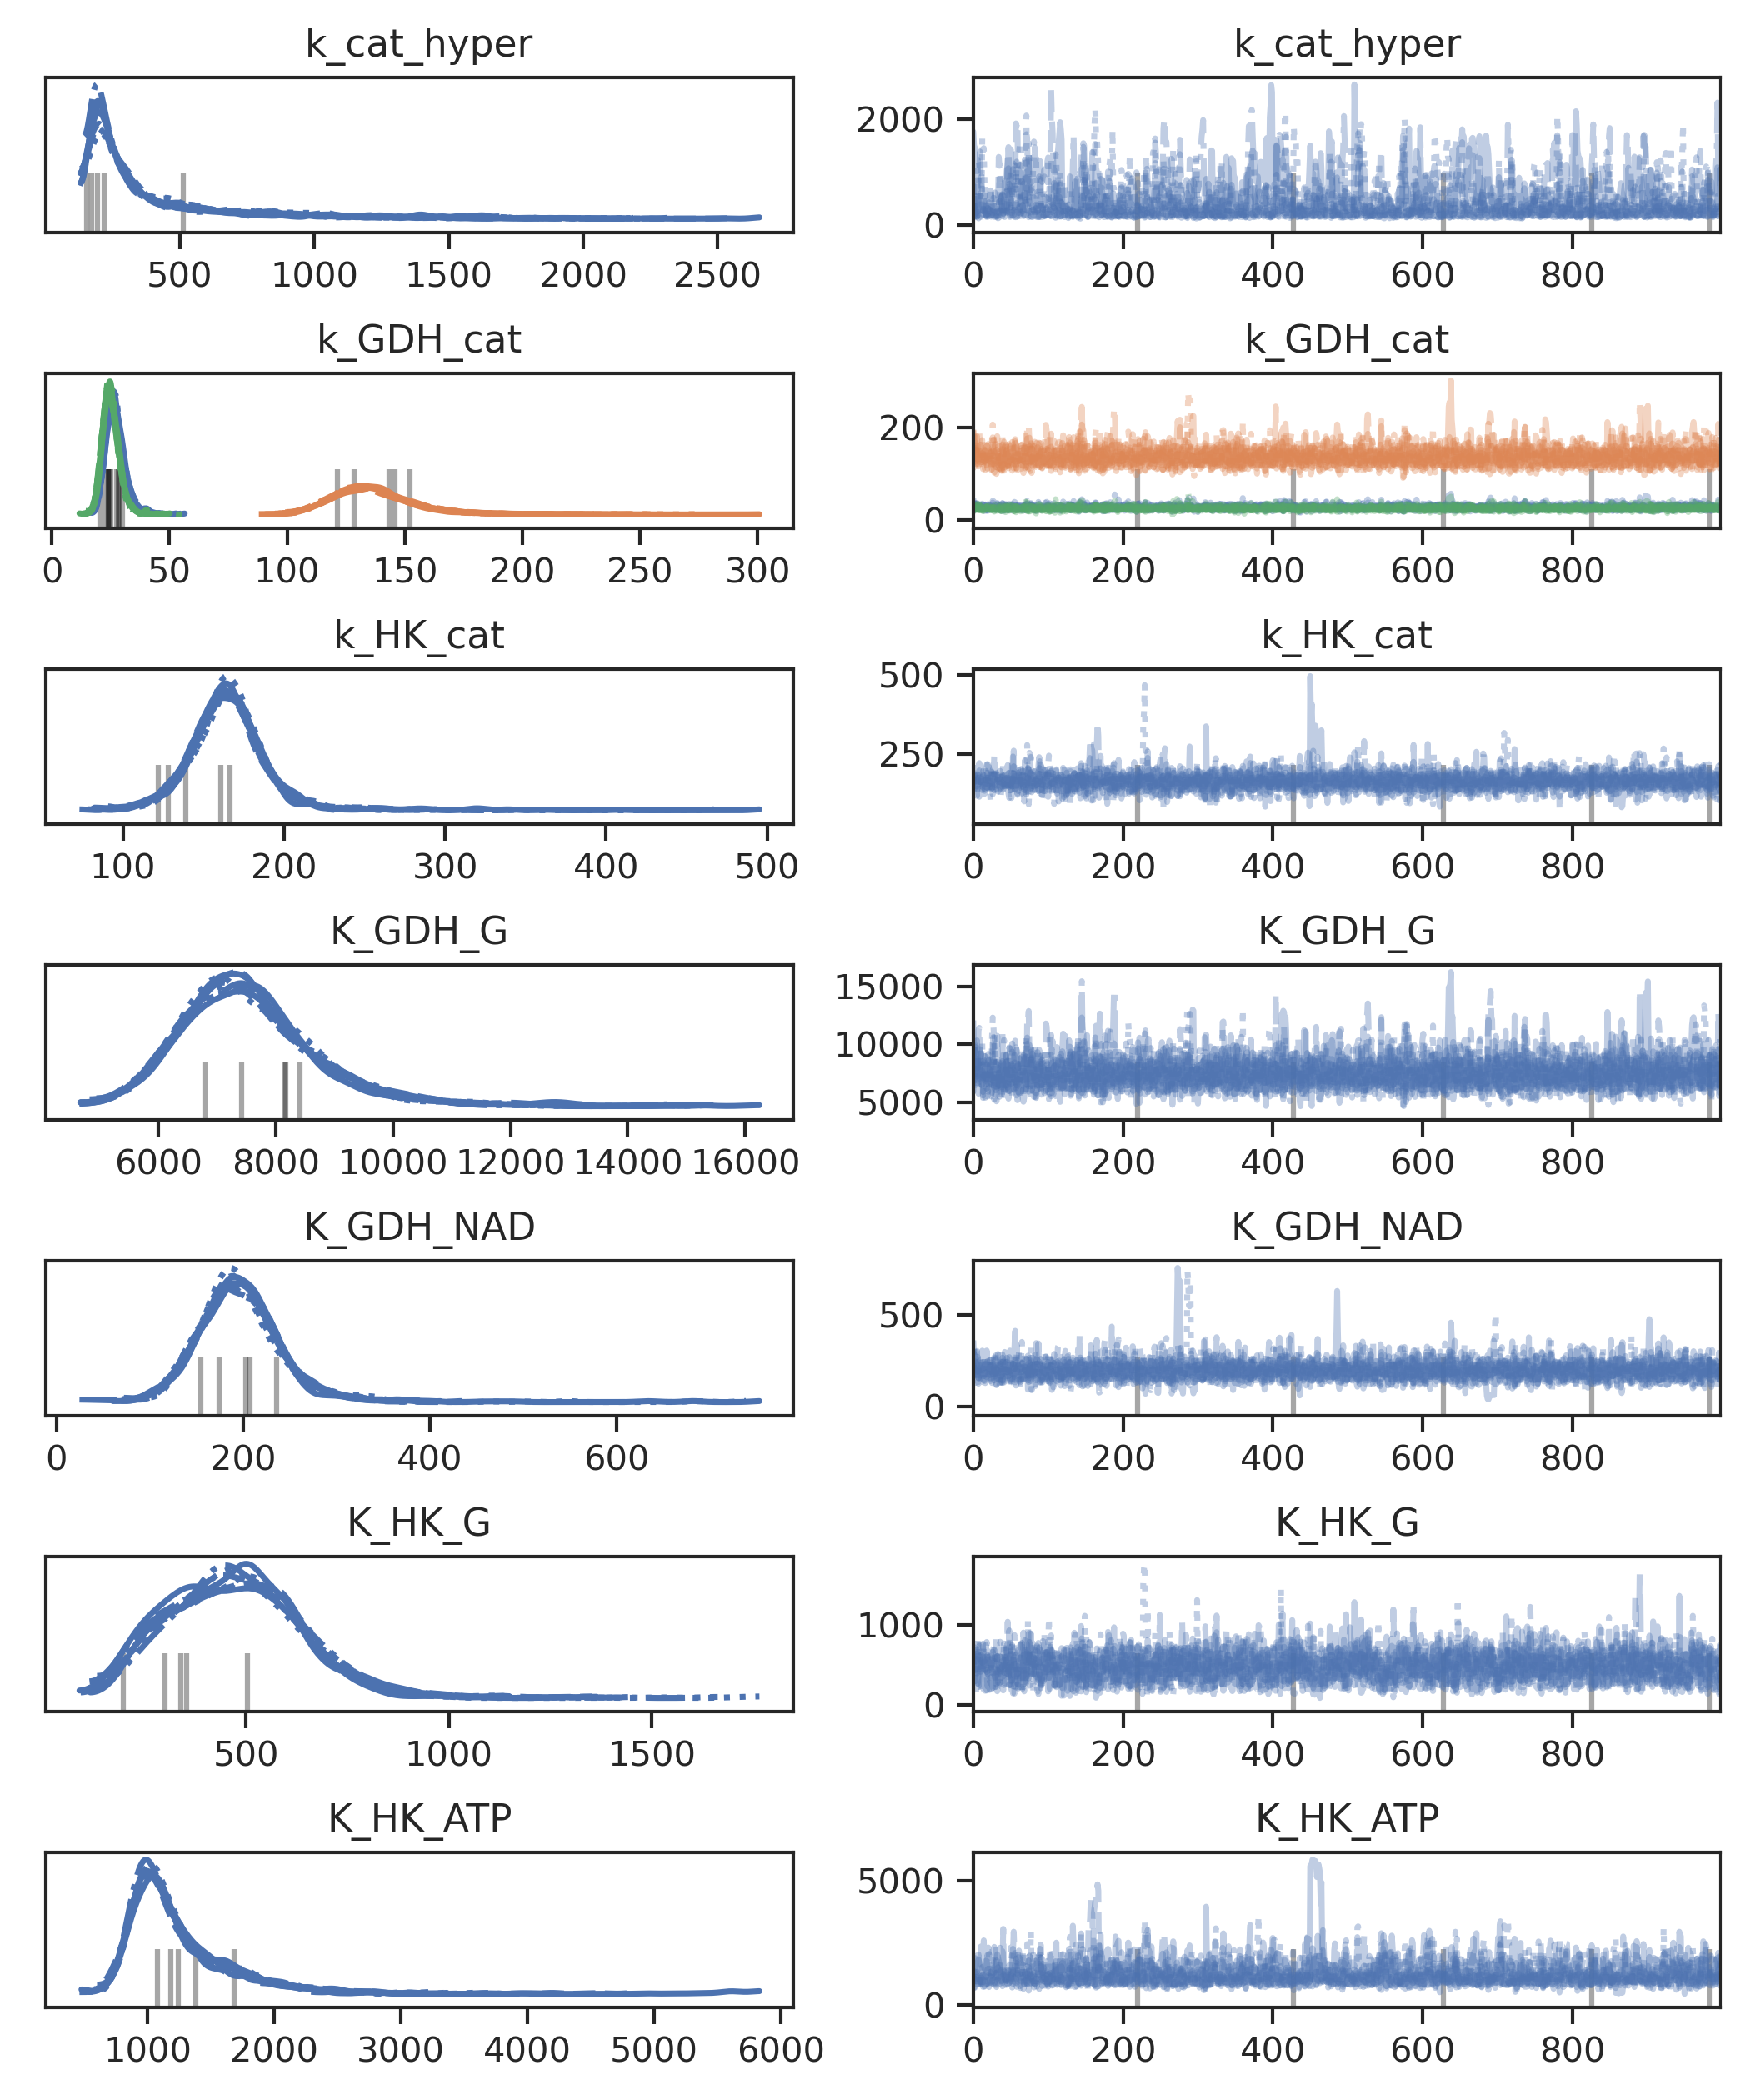 k_cat_hyper k_cat_hyper
2000
0
500 1000 1500 2000 2500 0 200 400 600 800
k_GDH_cat k_GDH_cat
200
0
0 50 100 150 200 250 300 0 200 400 600 800
k_HK_cat k_HK_cat
500
250
100 200 300 400 500 0 200 400 600 800
K_GDH_G K_GDH_G
15000
10000
5000
6000 8000 10000 12000 14000 16000 0 200 400 600 800
K_GDH_NAD K_GDH_NAD
500
0
0 200 400 600 0 200 400 600 800
K_HK_G K_HK_G
1000
0
500 1000 1500 0 200 400 600 800
K_HK_ATP K_HK_ATP
5000
0
1000 2000 3000 4000 5000 6000 0 200 400 600 800